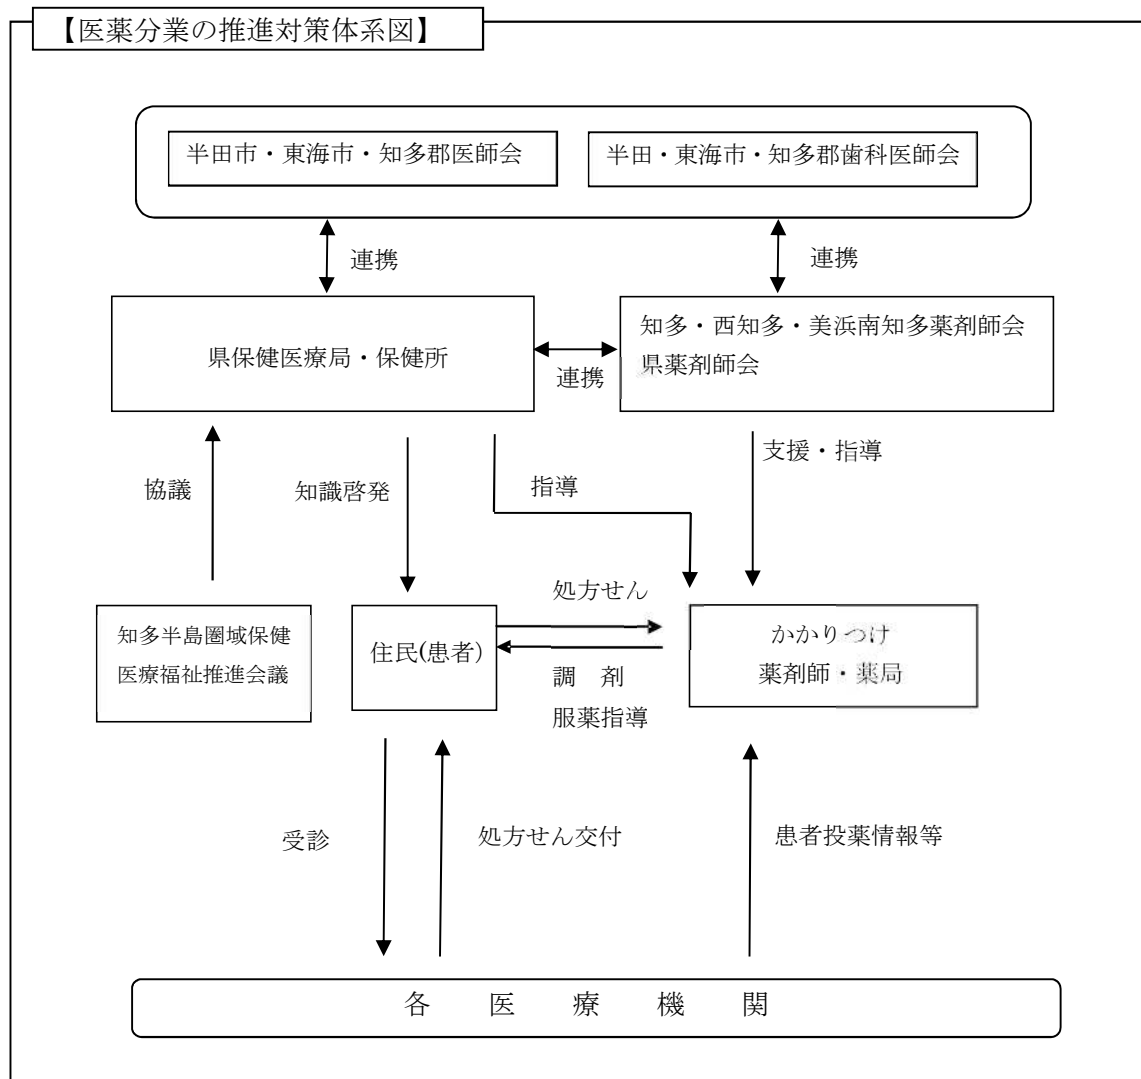 【医薬分業の推進対策体系図】
半田市・東海市・知多郡医師会
半田・東海市・知多郡歯科医師会
連携
連携
県保健医療局・保健所
知多・西知多・美浜南知多薬剤師会
県薬剤師会
連携
協議
知識啓発
指導
支援・指導
知多半島圏域保健
医療福祉推進会議
住民(患者)
処方せん
調　剤
服薬指導
かかりつけ
薬剤師・薬局
受診
処方せん交付
患者投薬情報等
各　医　療　機　関